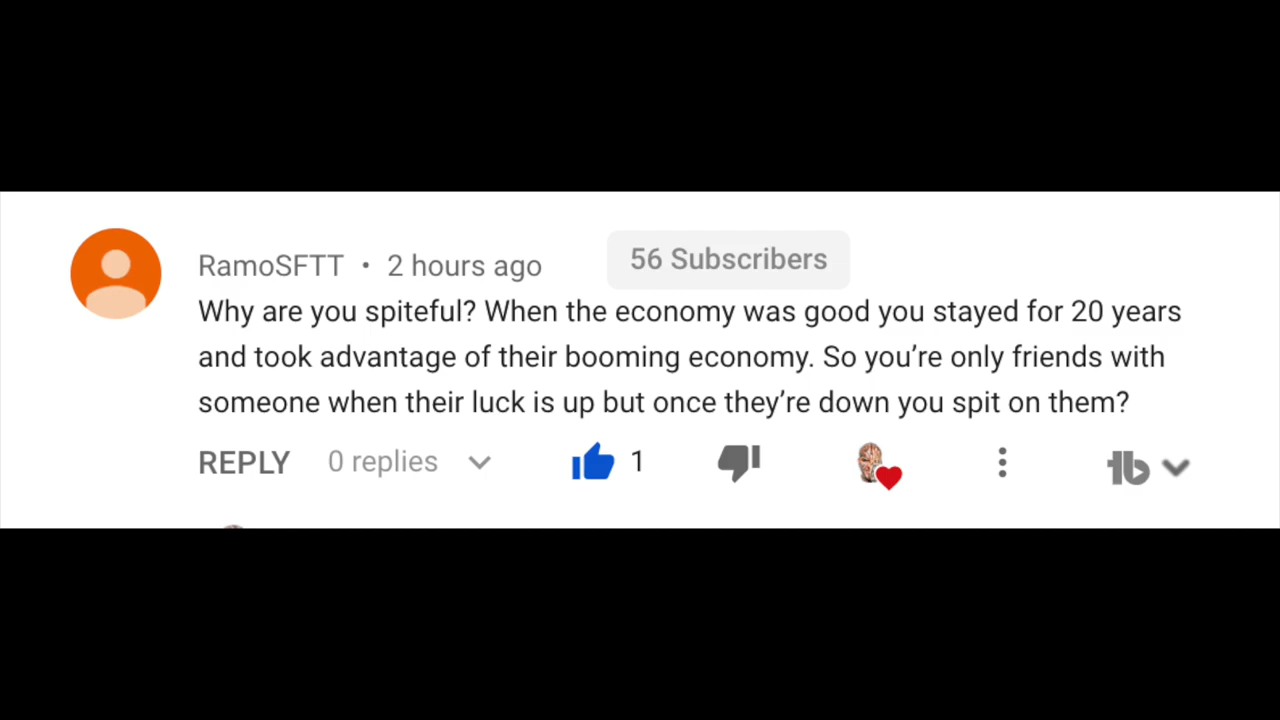 RamoSFTT • 2 hours ago 56 Subscribers
Why are you spiteful? When the economy was good you stayed for 20 years
and took advantage of their booming economy. So you’re only friends with
someone when their luck is up but once they’re down you spit on them?
REPLY 0 replies 1 tb